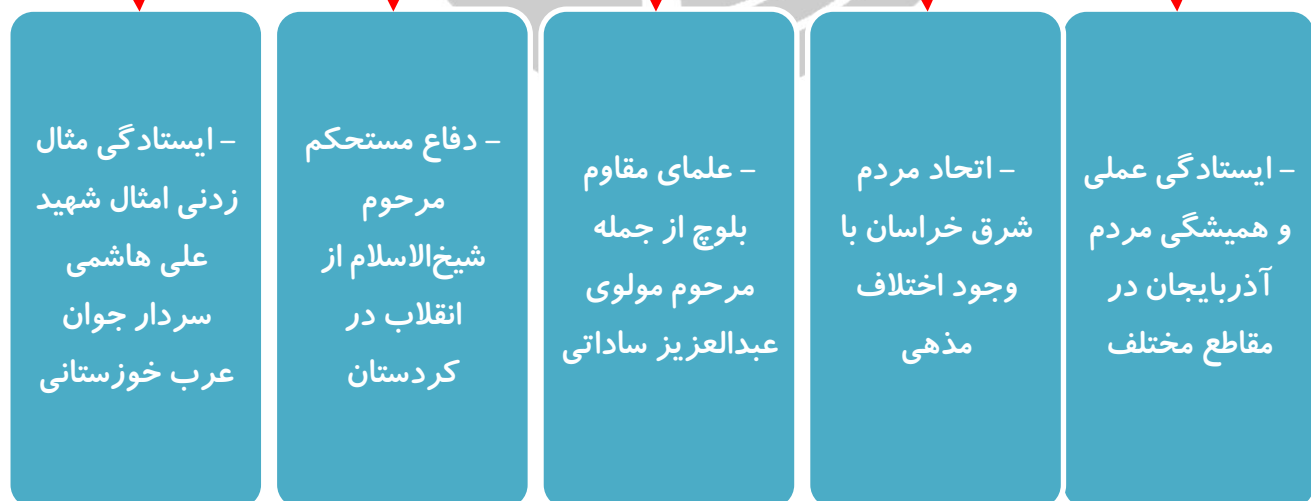 - ایستادگی عملی
و همیشگی مردم
آذربایجان در
مقاطع مختلف
- اتحاد مردم
شرق خراسان با
وجود اختلاف
مذهی
- علمای مقاوم
بلوچ از جمله
مرحوم مولوی
عبدالعزیز ساداتی
- دفاع مستحکم
مرحوم
شیخ‌الاسلام از
انقلاب در
کردستان
- ایستادگی مثال
زدنی امثال شهید
علی هاشمی
سردار جوان
عرب خوزستانی